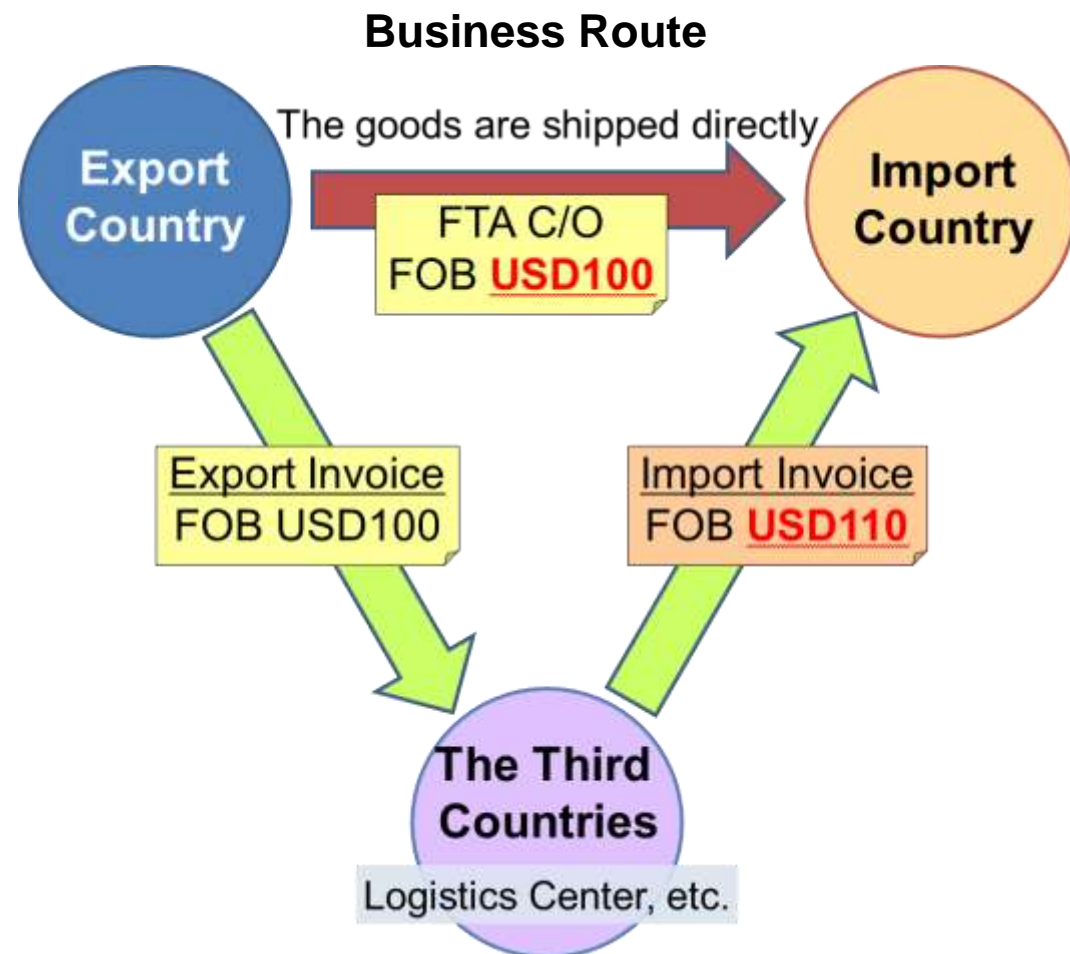 Business Route
The goods are shipped directly
Export
Country
Import
Country
FTA C/O
FOB USD100
Export Invoice
FOB USD100
Import Invoice
FOB USD110
The Third
Countries
Logistics Center, etc.